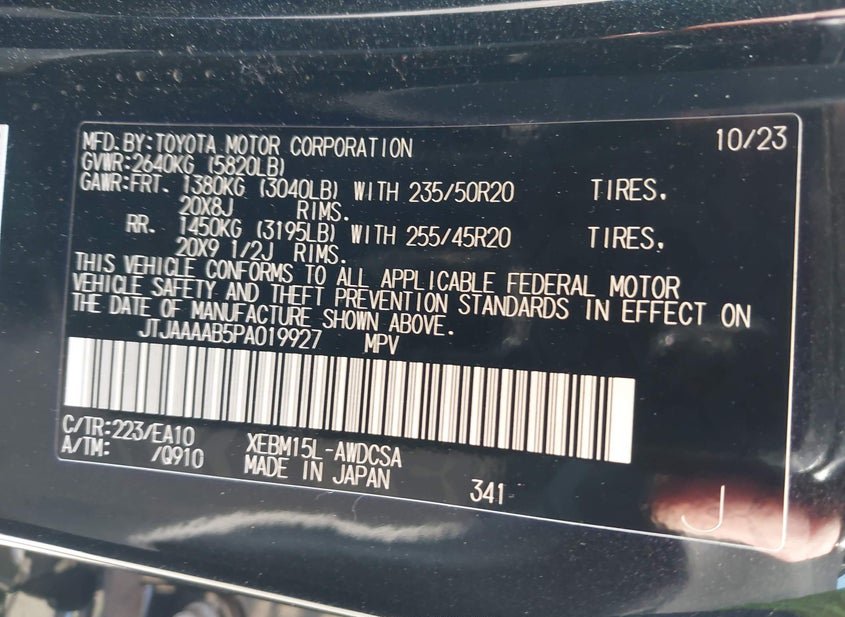 MFD. BY: TOYOTA MOTOR CORPORATION 10/23
GVWR: 2640KG (5820LB)
GAWR: FRT. 1380KG (3040LB) WITH 235/50R20 TIRES,
20X8J RIMS.
RR. 1450KG (3195LB) WITH 255/45R20 TIRES,
20X9 1/2J RIMS.
THIS VEHICLE CONFORMS TO ALL APPLICABLE FEDERAL MOTOR
VEHICLE SAFETY AND THEFT PREVENTION STANDARDS IN EFFECT ON
THE DATE OF MANUFACTURE SHOWN ABOVE.
JTJAAAAB5PA019927 MPV
C/TR: 223/EA10 XEBM15L-AWDCSA
A/TM: /Q910 MADE IN JAPAN 341
J